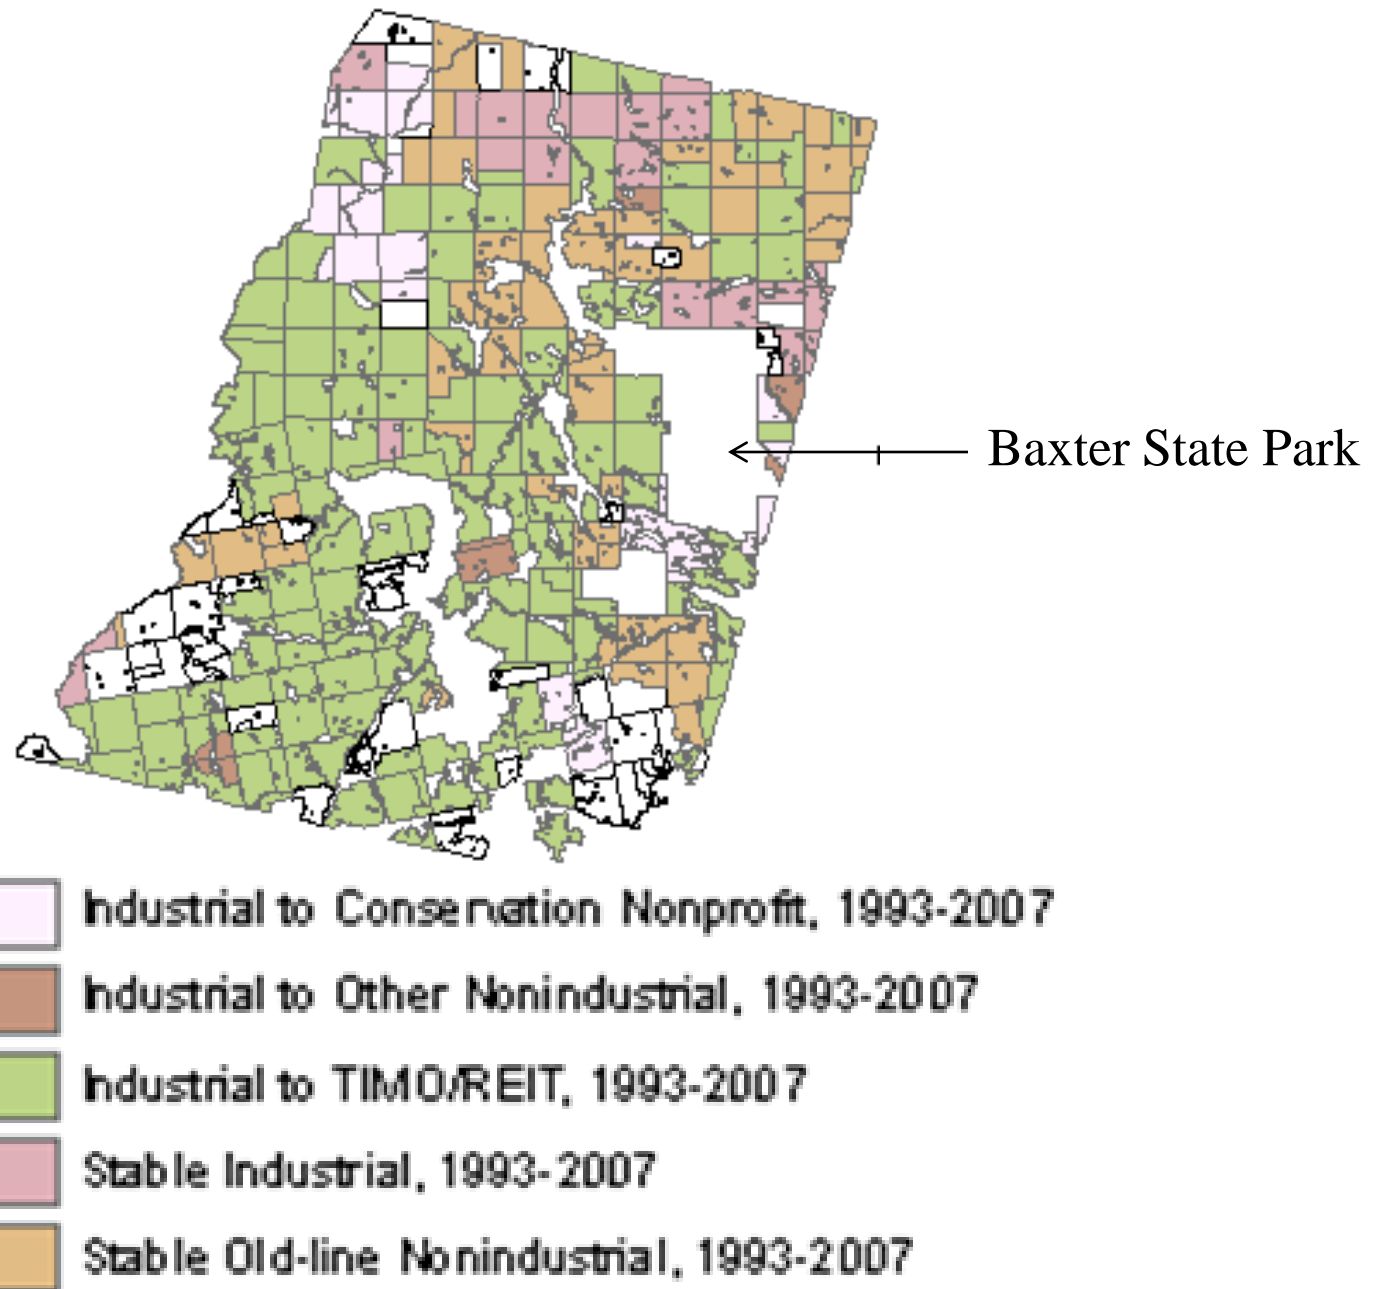 Baxter State Park
Industrial to Conservation Nonprofit, 1993-2007
Industrial to Other Nonindustrial, 1993-2007
Industrial to TIMO/REIT, 1993-2007
Stable Industrial, 1993-2007
Stable Old-line Nonindustrial, 1993-2007